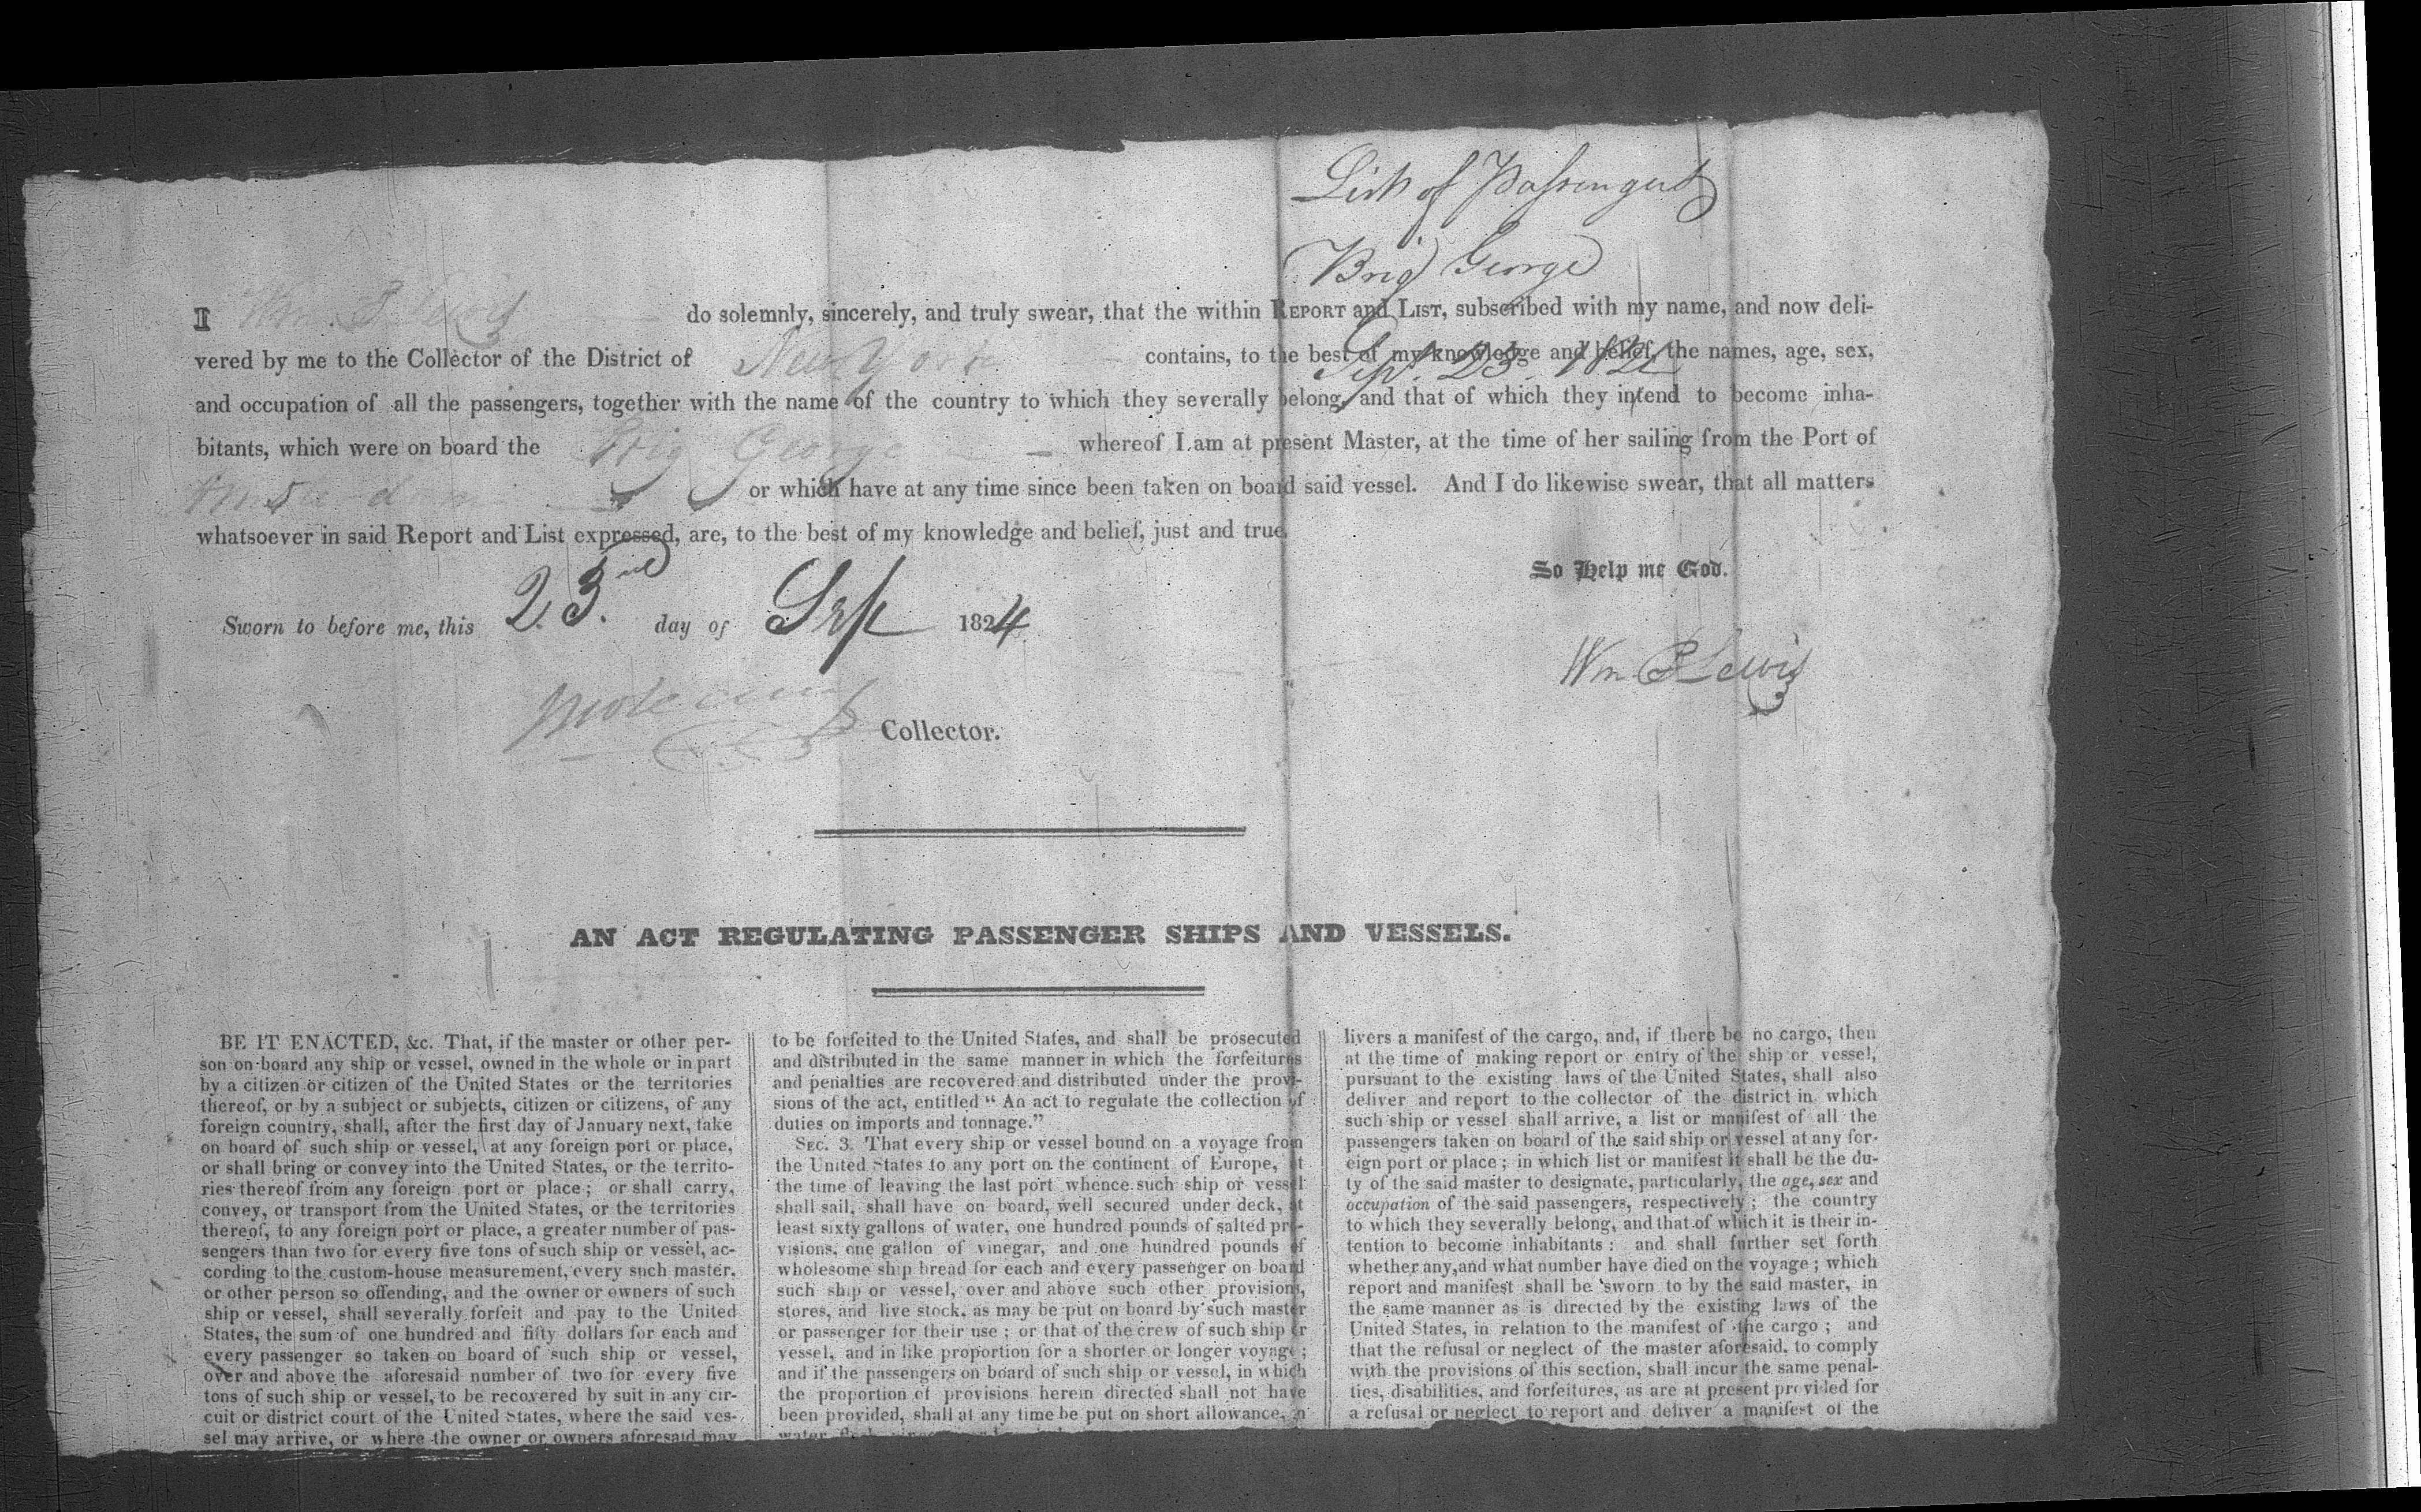 List of Passengers
Brig George
Sept. 23. 1824
I Wm. P Lewis do solemnly, sincerely, and truly swear, that the within REPORT and LIST, subscribed with my name, and now deli-
vered by me to the Collector of the District of New York contains, to the best of my knowledge and belief, the names, age, sex,
and occupation of all the passengers, together with the name of the country to which they severally belong, and that of which they intend to become inha-
bitants, which were on board the Brig George whereof I am at present Master, at the time of her sailing from the Port of
or which have at any time since been taken on board said vessel. And I do likewise swear, that all matters
whatsoever in said Report and List expressed, are, to the best of my knowledge and belief, just and true.
So Help me God.
Sworn to before me, this 23.rd day of Sept 1824
Wm P Lewis
Collector.
AN ACT REGULATING PASSENGER SHIPS AND VESSELS.
BE IT ENACTED, &c. That, if the master or other per-
son on board any ship or vessel, owned in the whole or in part
by a citizen or citizen of the United States or the territories
thereof, or by a subject or subjects, citizen or citizens, of any
foreign country, shall, after the first day of January next, take
on board of such ship or vessel, at any foreign port or place,
or shall bring or convey into the United States, or the territo-
ries thereof from any foreign port or place; or shall carry,
convey, or transport from the United States, or the territories
thereof, to any foreign port or place, a greater number of pas-
sengers than two for every five tons of such ship or vessel, ac-
cording to the custom-house measurement, every such master,
or other person so offending, and the owner or owners of such
ship or vessel, shall severally forfeit and pay to the United
States, the sum of one hundred and fifty dollars for each and
every passenger so taken on board of such ship or vessel,
over and above the aforesaid number of two for every five
tons of such ship or vessel, to be recovered by suit in any cir-
cuit or district court of the United States, where the said ves-
sel may arrive, or where the owner or owners aforesaid may
to be forfeited to the United States, and shall be prosecuted
and distributed in the same manner in which the forfeitures
and penalties are recovered and distributed under the provi-
sions of the act, entitled "An act to regulate the collection of
duties on imports and tonnage."
SEC. 3. That every ship or vessel bound on a voyage from
the United States to any port on the continent of Europe, at
the time of leaving the last port whence such ship or vessel
shall sail, shall have on board, well secured under deck, at
least sixty gallons of water, one hundred pounds of salted pro-
visions, one gallon of vinegar, and one hundred pounds of
wholesome ship bread for each and every passenger on board
such ship or vessel, over and above such other provisions,
stores, and live stock, as may be put on board by such master
or passenger for their use; or that of the crew of such ship or
vessel, and in like proportion for a shorter or longer voyage;
and if the passengers on board of such ship or vessel, in which
the proportion of provisions herein directed shall not have
been provided, shall at any time be put on short allowance, in
water,
livers a manifest of the cargo, and, if there be no cargo, then
at the time of making report or entry of the ship or vessel,
pursuant to the existing laws of the United States, shall also
deliver and report to the collector of the district in which
such ship or vessel shall arrive, a list or manifest of all the
passengers taken on board of the said ship or vessel at any for-
eign port or place; in which list or manifest it shall be the du-
ty of the said master to designate, particularly, the age, sex and
occupation of the said passengers, respectively; the country
to which they severally belong, and that of which it is their in-
tention to become inhabitants: and shall further set forth
whether any, and what number have died on the voyage; which
report and manifest shall be sworn to by the said master, in
the same manner as is directed by the existing laws of the
United States, in relation to the manifest of the cargo; and
that the refusal or neglect of the master aforesaid, to comply
with the provisions of this section, shall incur the same penal-
ties, disabilities, and forfeitures, as are at present provided for
a refusal or neglect to report and deliver a manifest of the